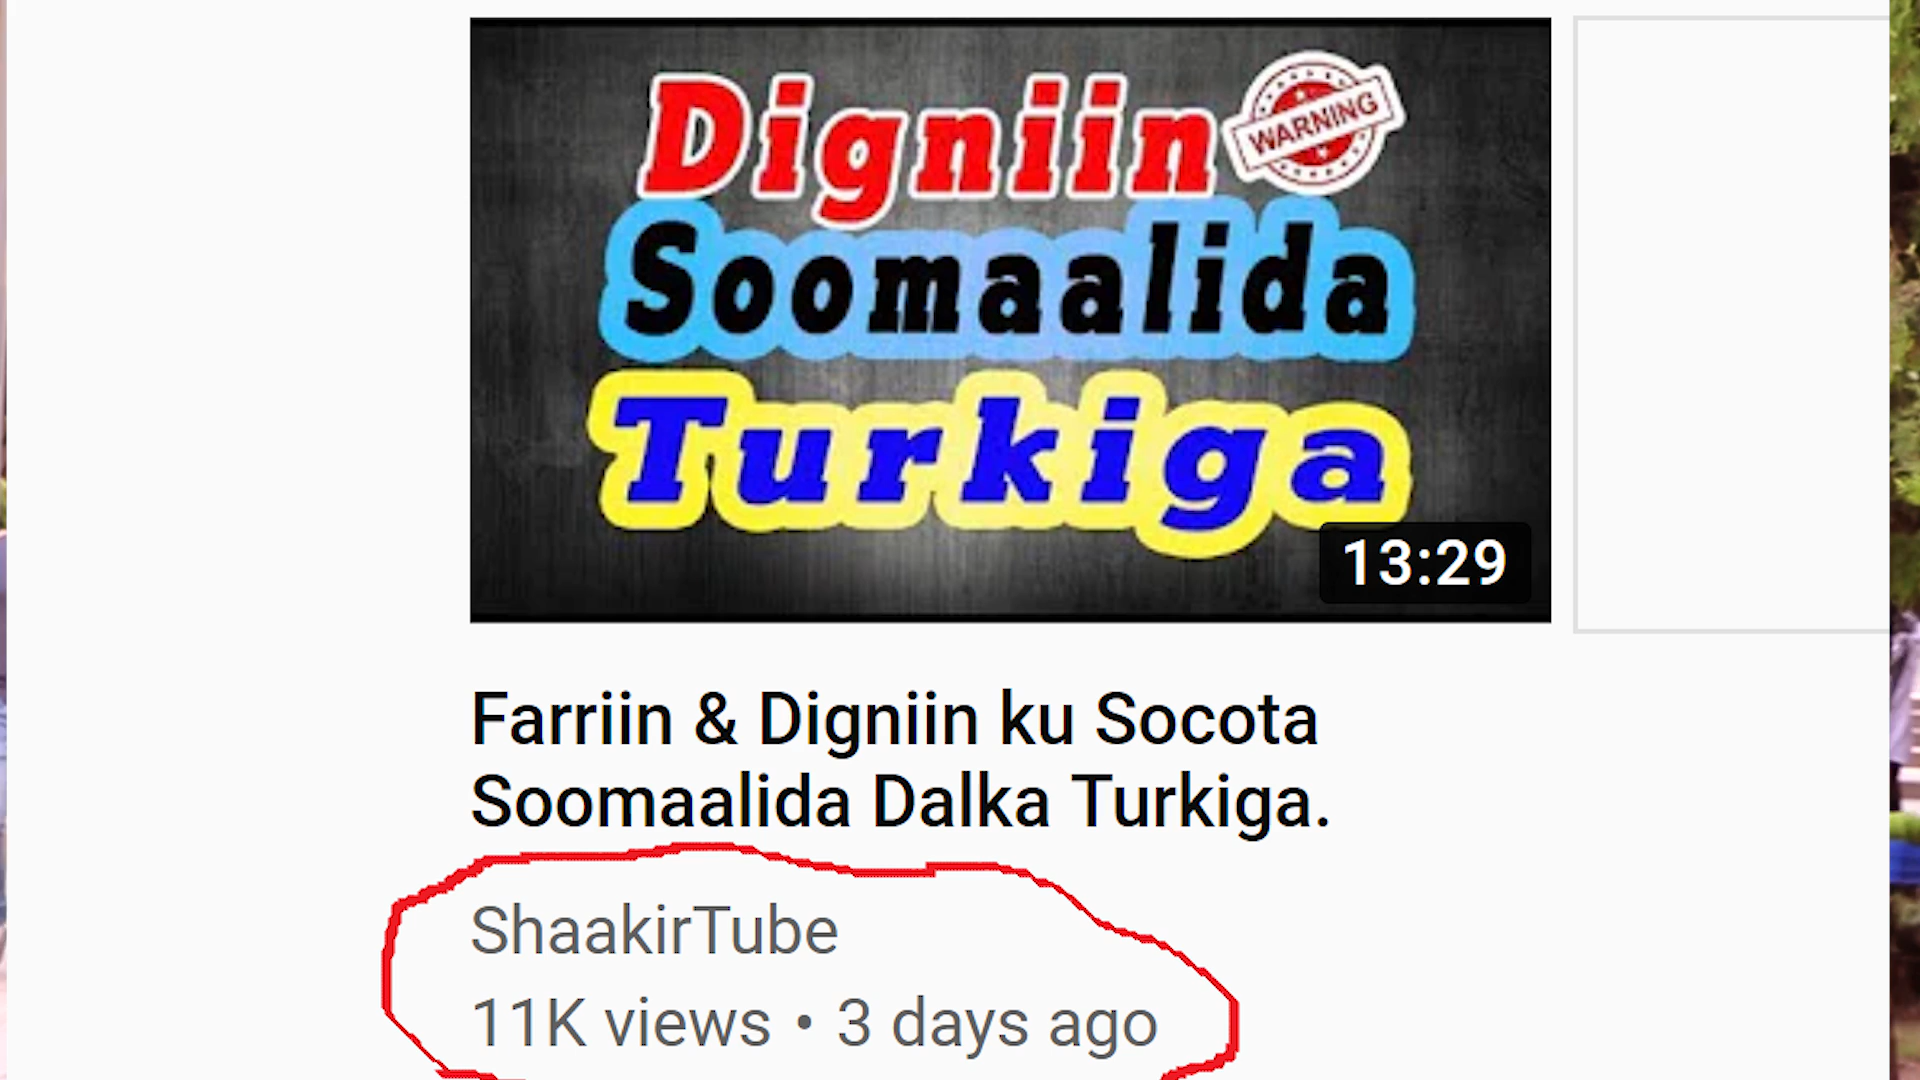 Digniin
WARNING
Soomaalida
Turkiga
13:29
Farriin & Digniin ku Socota
Soomaalida Dalka Turkiga.
ShaakirTube
11K views • 3 days ago